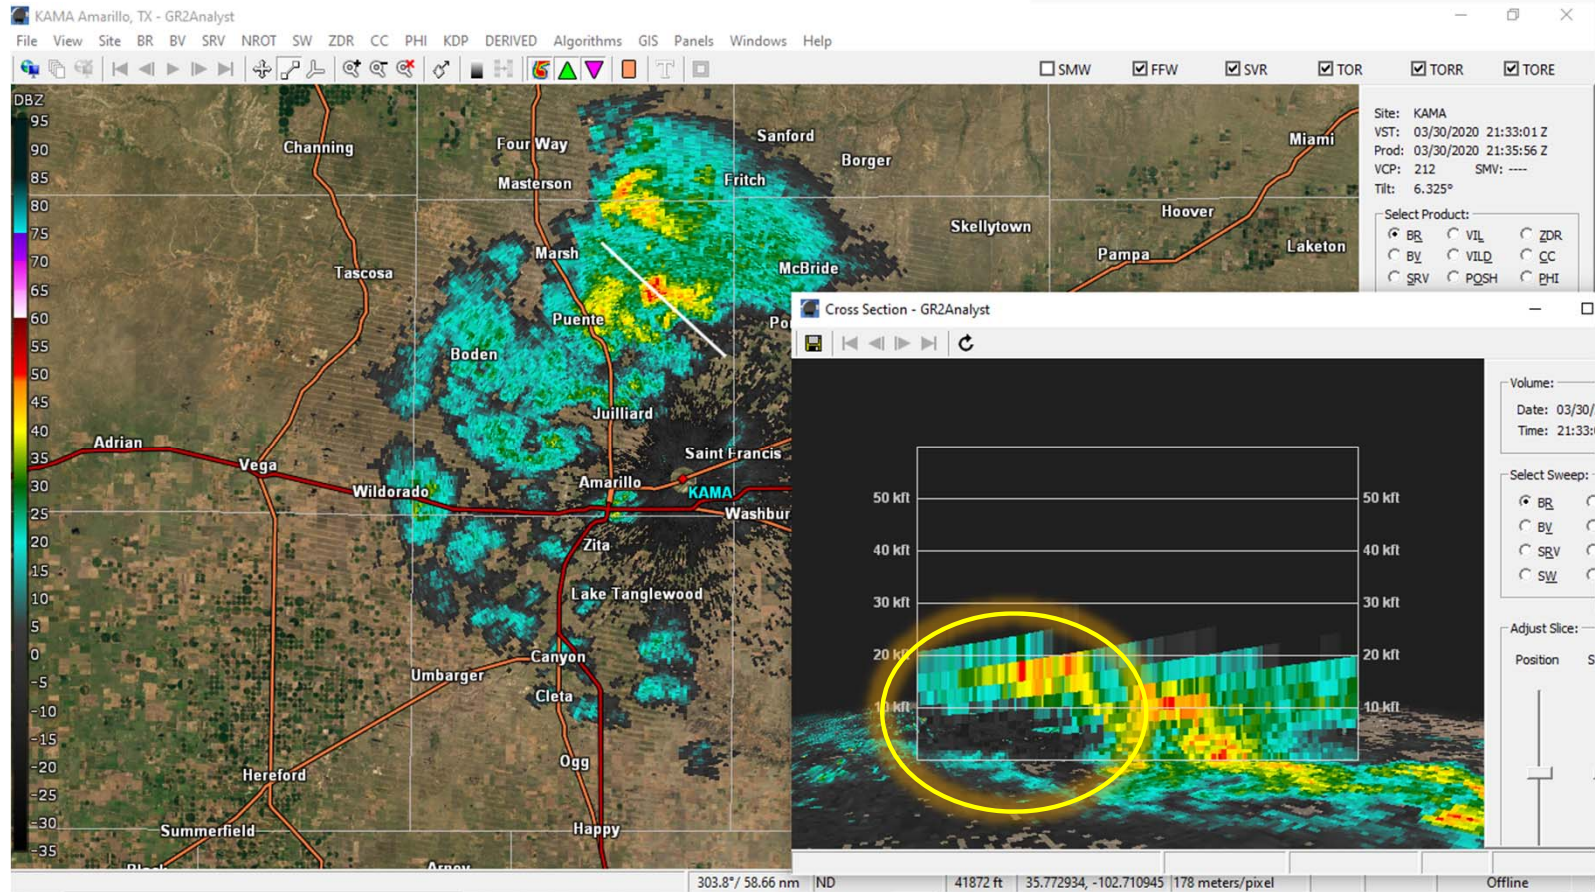 KAMA Amarillo, TX - GR2Analyst
File View Site BR BV SRV NROT SW ZDR CC PHI KDP DERIVED Algorithms GIS Panels Windows Help
SMW FFW SVR TOR TORR TORE
DBZ
95
90
85
80
75
70
65
60
55
50
45
40
35
30
25
20
15
10
5
0
-5
-10
-15
-20
-25
-30
-35
Channing
Four Way
Sanford
Borger
Miami
Masterson
Fritch
Hoover
Skellytown
Laketon
Marsh
Pampa
Tascosa
McBride
Puente
Po
Boden
Juilliard
Adrian
Saint Francis
Vega
Amarillo
Wildorado
KAMA
Washbur
Zita
Lake Tanglewood
Canyon
Umbarger
Cleta
Ogg
Hereford
Summerfield
Happy
Site: KAMA
VST: 03/30/2020 21:33:01 Z
Prod: 03/30/2020 21:35:56 Z
VCP: 212 SMV: ----
Tilt: 6.325°
Select Product:
BR VIL ZDR
BV VILD CC
SRV POSH PHI
Cross Section - GR2Analyst
50 kft 50 kft
40 kft 40 kft
30 kft 30 kft
20 kft 20 kft
10 kft 10 kft
Volume:
Date: 03/30/
Time: 21:33:
Select Sweep:
BR
BV
SRV
SW
Adjust Slice:
Position S
303.8°/ 58.66 nm ND 41872 ft 35.772934, -102.710945 178 meters/pixel Offline